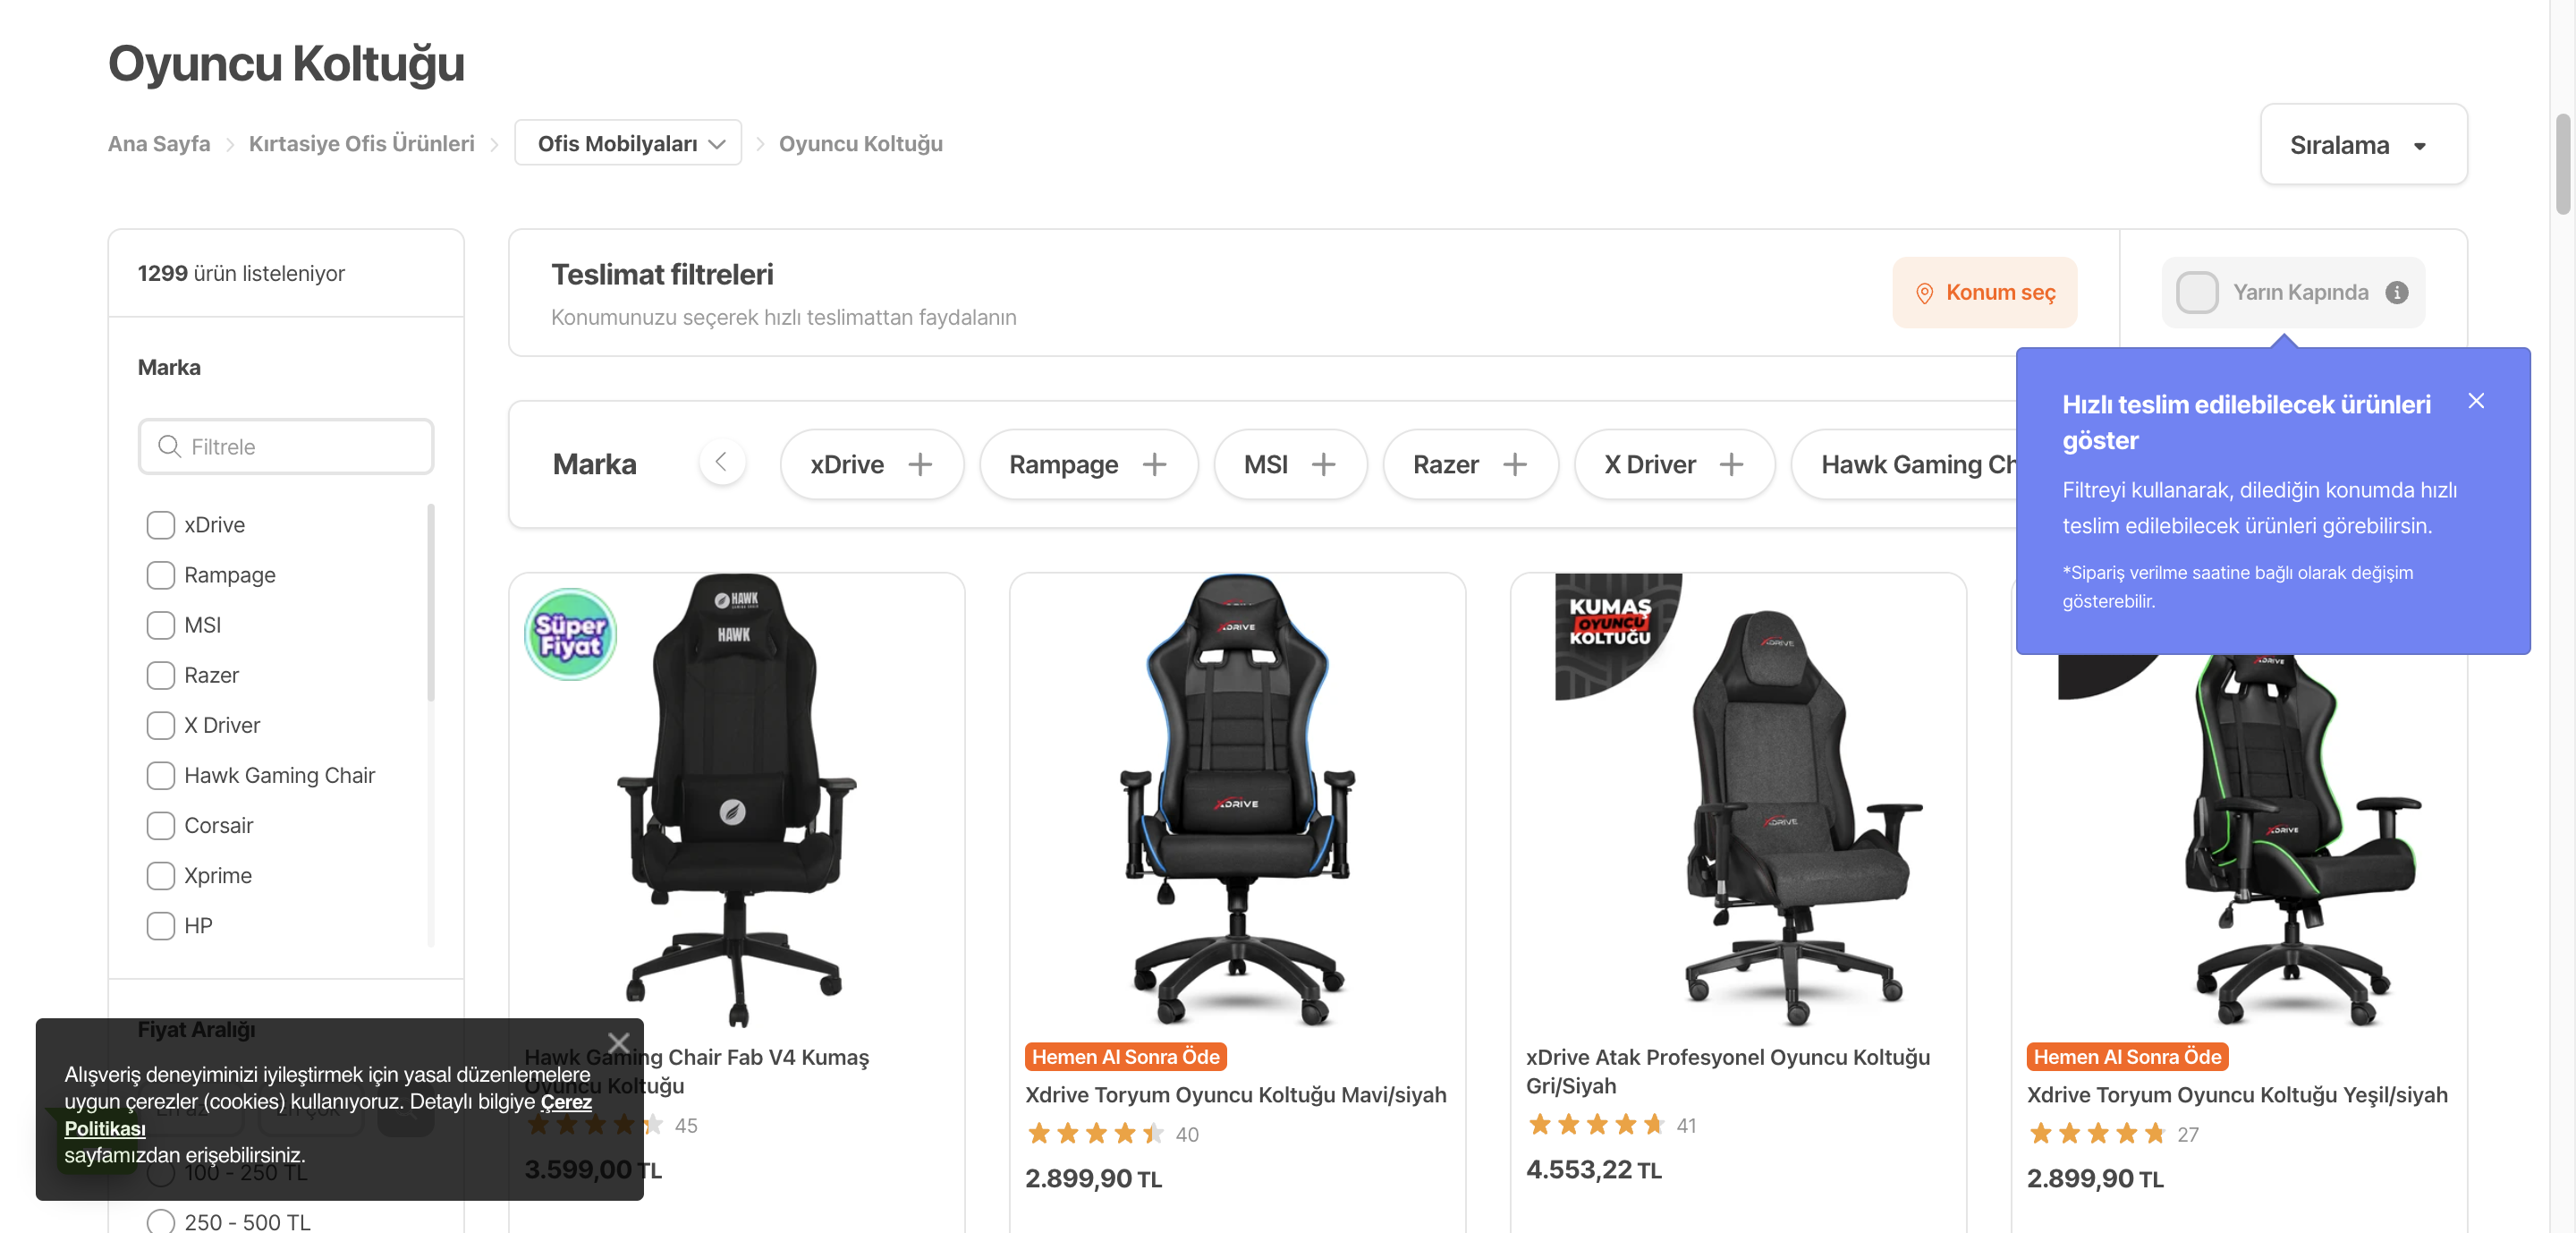 Oyuncu Koltuğu
Ana Sayfa
Kırtasiye Ofis Ürünleri
Ofis Mobilyaları
Oyuncu Koltuğu
Sıralama
1299 ürün listeleniyor
Marka
Filtrele
xDrive
Rampage
MSI
Razer
X Driver
Hawk Gaming Chair
Corsair
Xprime
HP
Fiyat Aralığı
100 - 250 TL
250 - 500 TL
Teslimat filtreleri
Konumunuzu seçerek hızlı teslimattan faydalanın
Konum seç
Yarın Kapında
Hızlı teslim edilebilecek ürünleri
göster
Filtreyi kullanarak, dilediğin konumda hızlı
teslim edilebilecek ürünleri görebilirsin.
*Sipariş verilme saatine bağlı olarak değişim
gösterebilir.
Marka
xDrive
Rampage
MSI
Razer
X Driver
Hawk Gaming Ch
Süper
Fiyat
HAWK
HAWK
Hawk Gaming Chair Fab V4 Kumaş
Oyuncu Koltuğu
45
3.599,00 TL
XDRIVE
XDRIVE
Hemen Al Sonra Öde
Xdrive Toryum Oyuncu Koltuğu Mavi/siyah
40
2.899,90 TL
KUMAŞ
OYUNCU
KOLTUĞU
XDRIVE
XDRIVE
xDrive Atak Profesyonel Oyuncu Koltuğu
Gri/Siyah
41
4.553,22 TL
XDRIVE
XDRIVE
Hemen Al Sonra Öde
Xdrive Toryum Oyuncu Koltuğu Yeşil/siyah
27
2.899,90 TL
Alışveriş deneyiminizi iyileştirmek için yasal düzenlemelere
uygun çerezler (cookies) kullanıyoruz. Detaylı bilgiye Çerez
Politikası
sayfamızdan erişebilirsiniz.